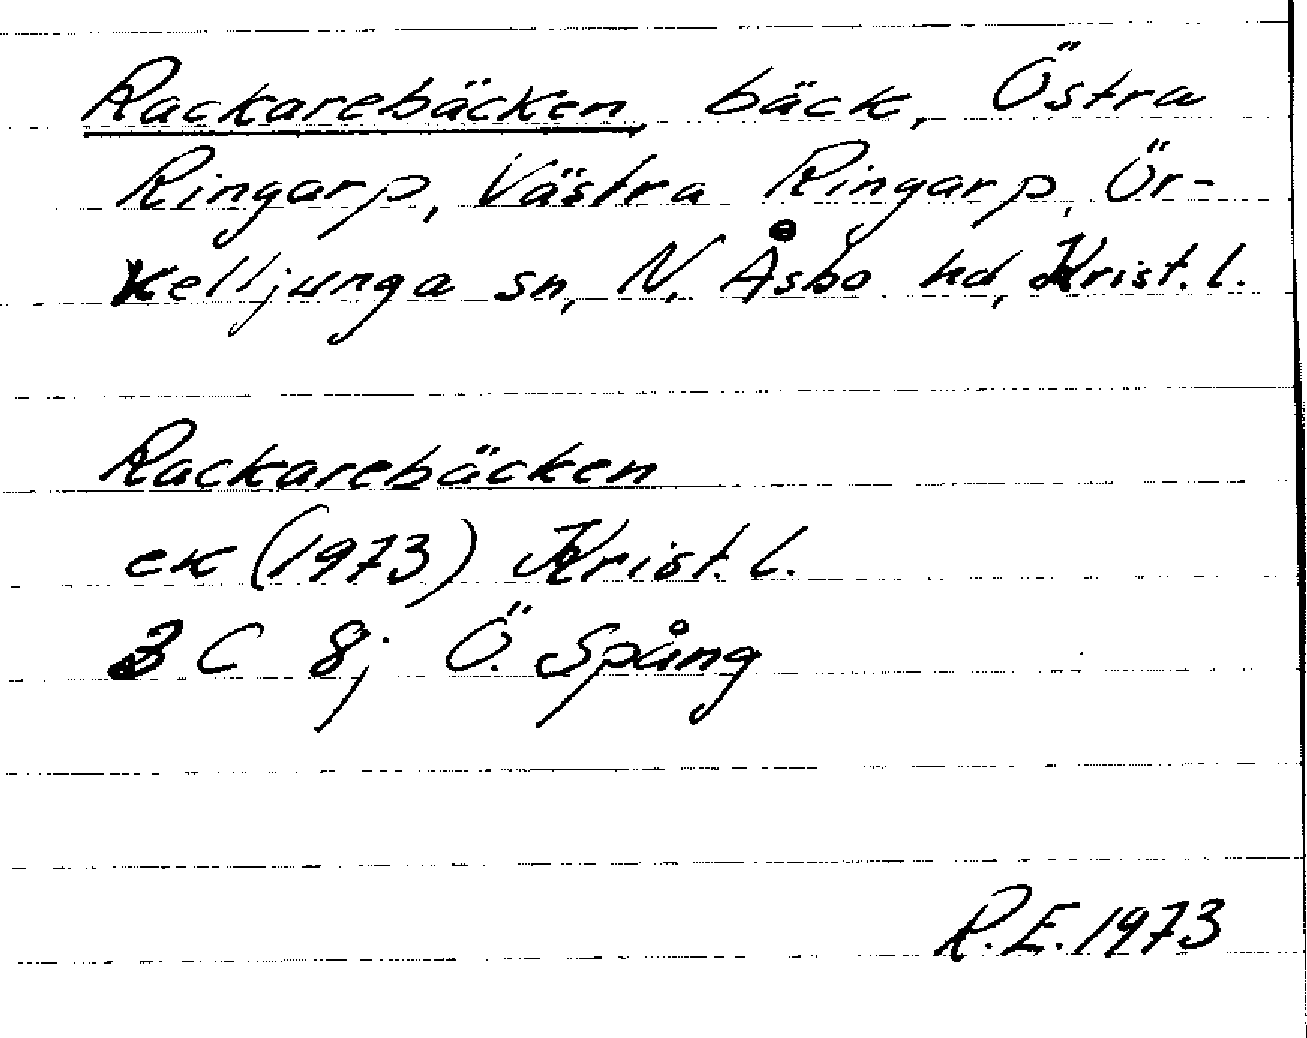 Rackarebäcken, bäck, Östra
Ringarp, Västra Ringarp, Ör-
kelljunga sn, N. Åsbo hd, Krist. l.
Rackarebäcken
ek (1973) Krist. l.
3 C 8j Ö. Spång
R.E. 1973